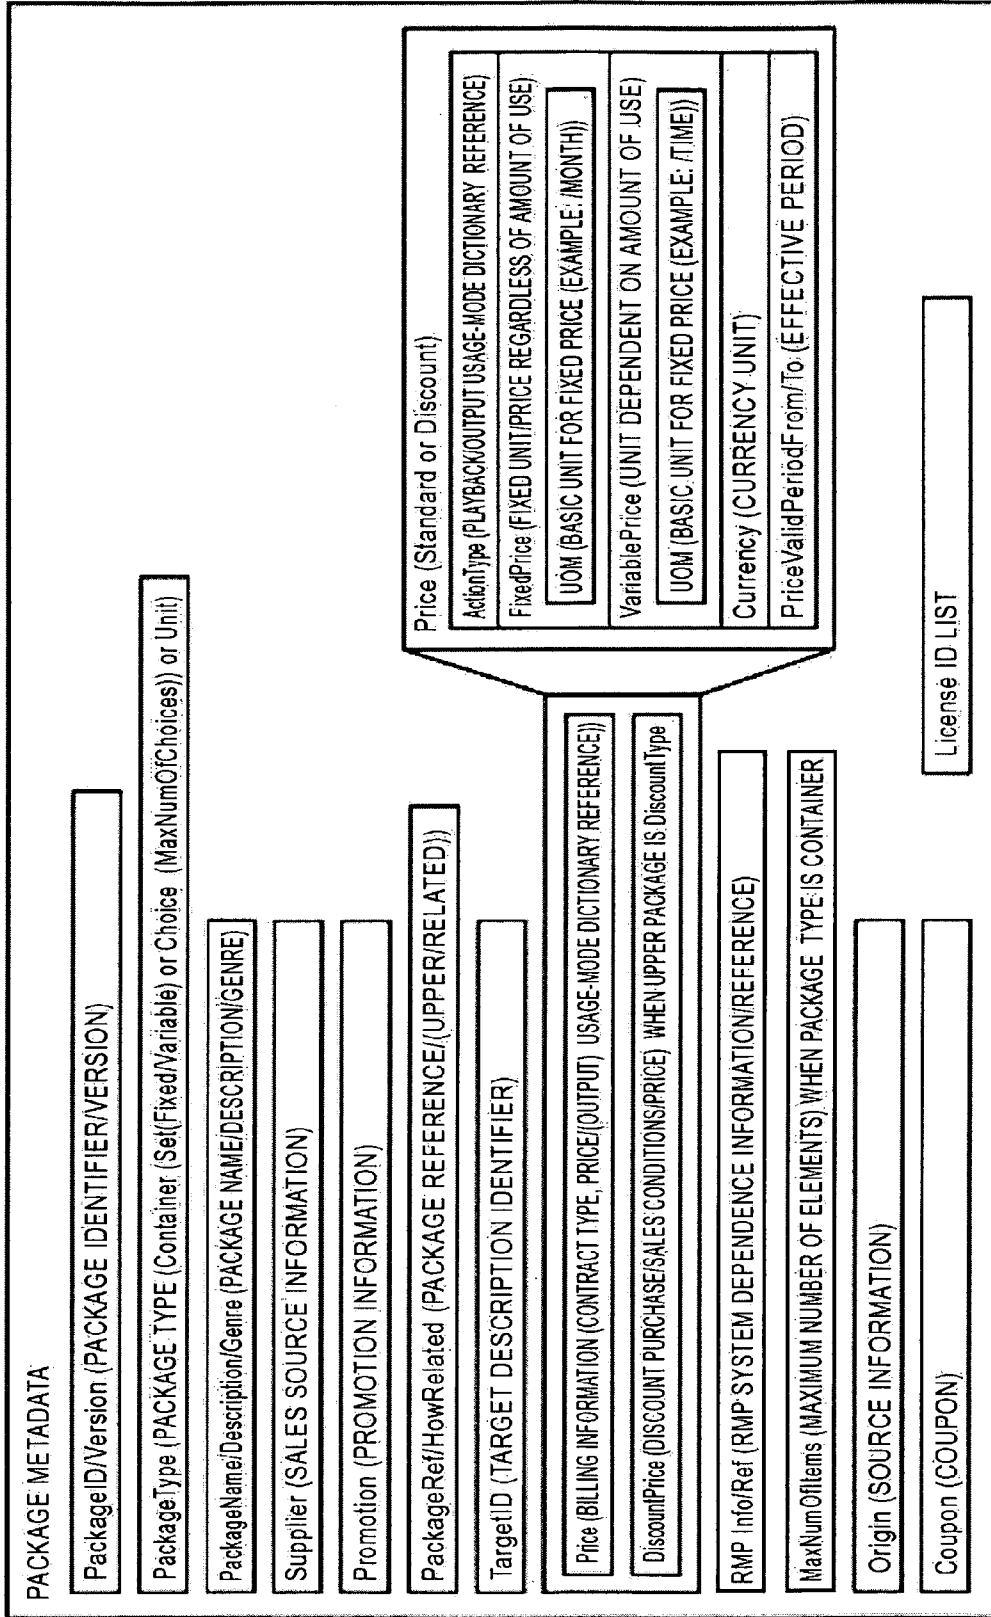 PACKAGE METADATA
PackageID/Version (PACKAGE IDENTIFIER/VERSION)
PackageType (PACKAGE TYPE (Container (Set(Fixed/Variable) or Choice (MaxNumOfChoices)) or Unit)
PackageName/Description/Genre (PACKAGE NAME/DESCRIPTION/GENRE)
Supplier (SALES SOURCE INFORMATION)
Promotion (PROMOTION INFORMATION)
PackageRef/HowRelated (PACKAGE REFERENCE/(UPPER/RELATED))
TargetID (TARGET DESCRIPTION IDENTIFIER)
Price (BILLING INFORMATION (CONTRACT TYPE, PRICE/(OUTPUT) USAGE-MODE DICTIONARY REFERENCE))
DiscountPrice (DISCOUNT PURCHASE/SALES CONDITIONS/PRICE) WHEN UPPER PACKAGE IS DiscountType
RMP Info/Ref (RMP SYSTEM DEPENDENCE INFORMATION/REFERENCE)
MaxNumOfItems (MAXIMUM NUMBER OF ELEMENTS) WHEN PACKAGE TYPE IS CONTAINER
Origin (SOURCE INFORMATION)
Coupon (COUPON)
License ID LIST
Price (Standard or Discount)
ActionType (PLAYBACK/OUTPUT USAGE-MODE DICTIONARY REFERENCE)
FixedPrice (FIXED UNIT/PRICE REGARDLESS OF AMOUNT OF USE)
UOM (BASIC UNIT FOR FIXED PRICE (EXAMPLE: /MONTH))
VariablePrice (UNIT DEPENDENT ON AMOUNT OF USE)
UOM (BASIC UNIT FOR FIXED PRICE (EXAMPLE: /TIME))
Currency (CURRENCY UNIT)
PriceValidPeriodFrom/To (EFFECTIVE PERIOD)